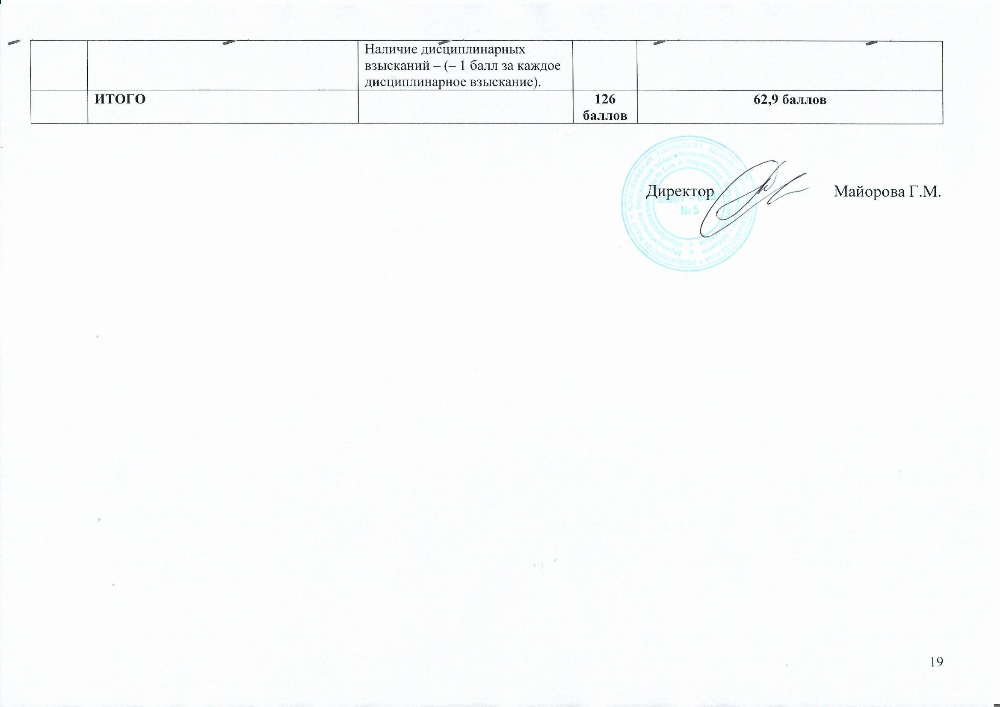 Наличие дисциплинарных
взысканий – (– 1 балл за каждое
дисциплинарное взыскание).
ИТОГО
126
баллов
62,9 баллов
Директор
Майорова Г.М.
№ 5
19